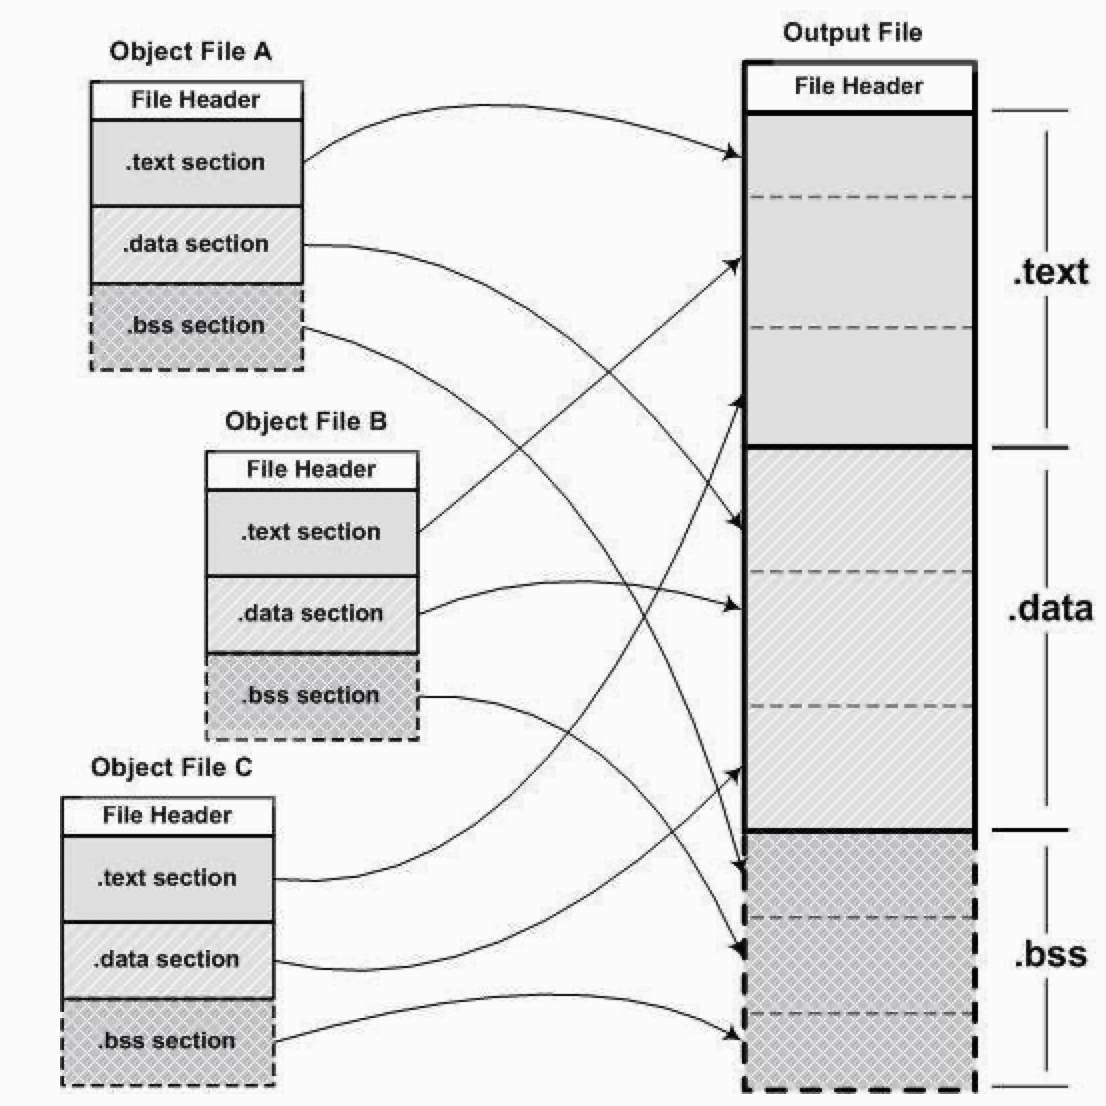 Object File A
File Header
.text section
.data section
.bss section
Object File B
File Header
.text section
.data section
.bss section
Object File C
File Header
.text section
.data section
.bss section
Output File
File Header
.text
.data
.bss